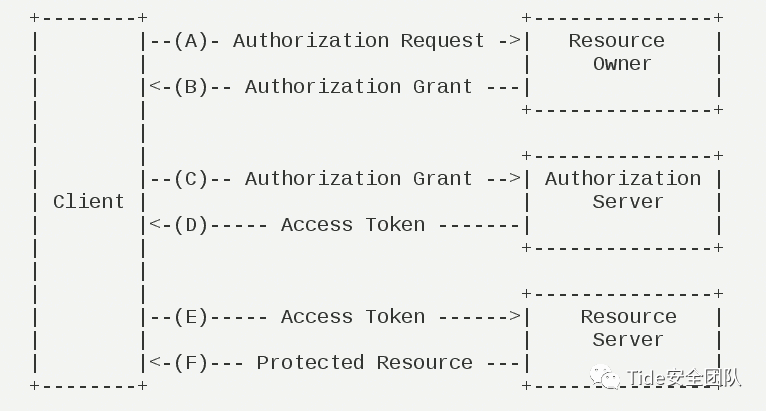 --(A)- Authorization Request -> Resource
Owner
<-(B)-- Authorization Grant ---
--(C)-- Authorization Grant --> Authorization
Client Server
<-(D)----- Access Token -------
--(E)----- Access Token ------> Resource
Server
<-(F)--- Protected Resource ---
Tide安全团队